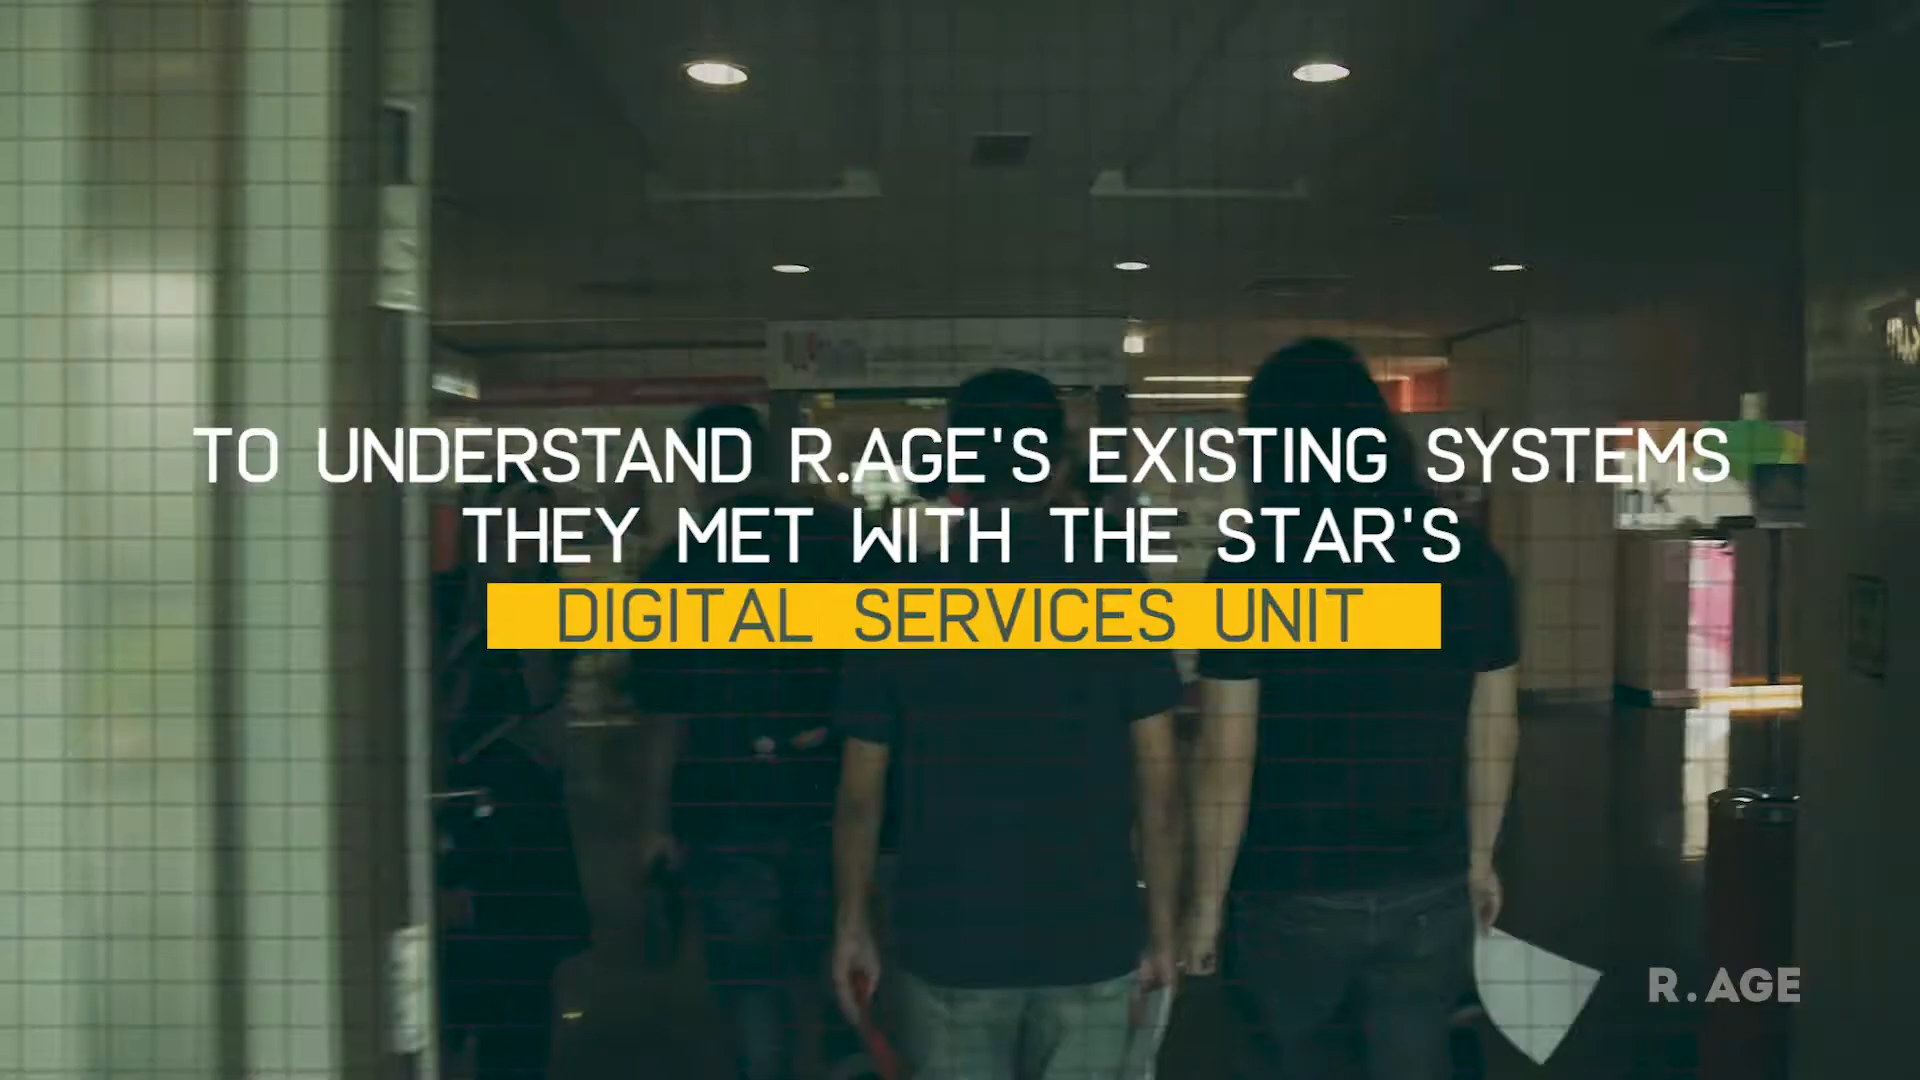 TO UNDERSTAND R.AGE'S EXISTING SYSTEMS
THEY MET WITH THE STAR'S
DIGITAL SERVICES UNIT
R.AGE